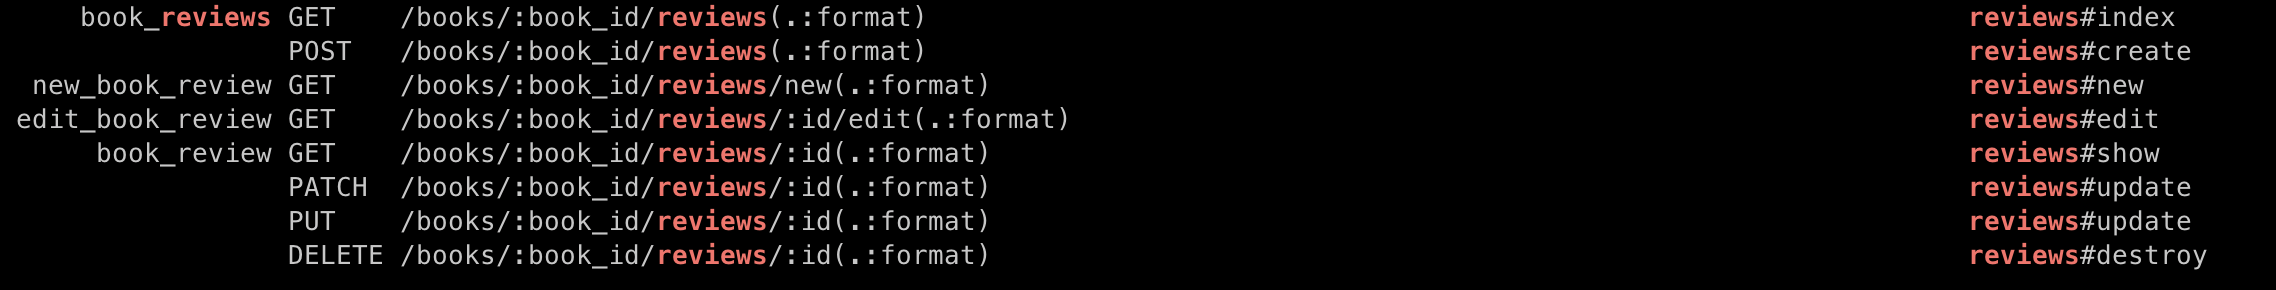 book_reviews GET    /books/:book_id/reviews(.:format)    reviews#index
POST   /books/:book_id/reviews(.:format)    reviews#create
new_book_review GET    /books/:book_id/reviews/new(.:format)    reviews#new
edit_book_review GET    /books/:book_id/reviews/:id/edit(.:format)    reviews#edit
book_review GET    /books/:book_id/reviews/:id(.:format)    reviews#show
PATCH  /books/:book_id/reviews/:id(.:format)    reviews#update
PUT    /books/:book_id/reviews/:id(.:format)    reviews#update
DELETE /books/:book_id/reviews/:id(.:format)    reviews#destroy